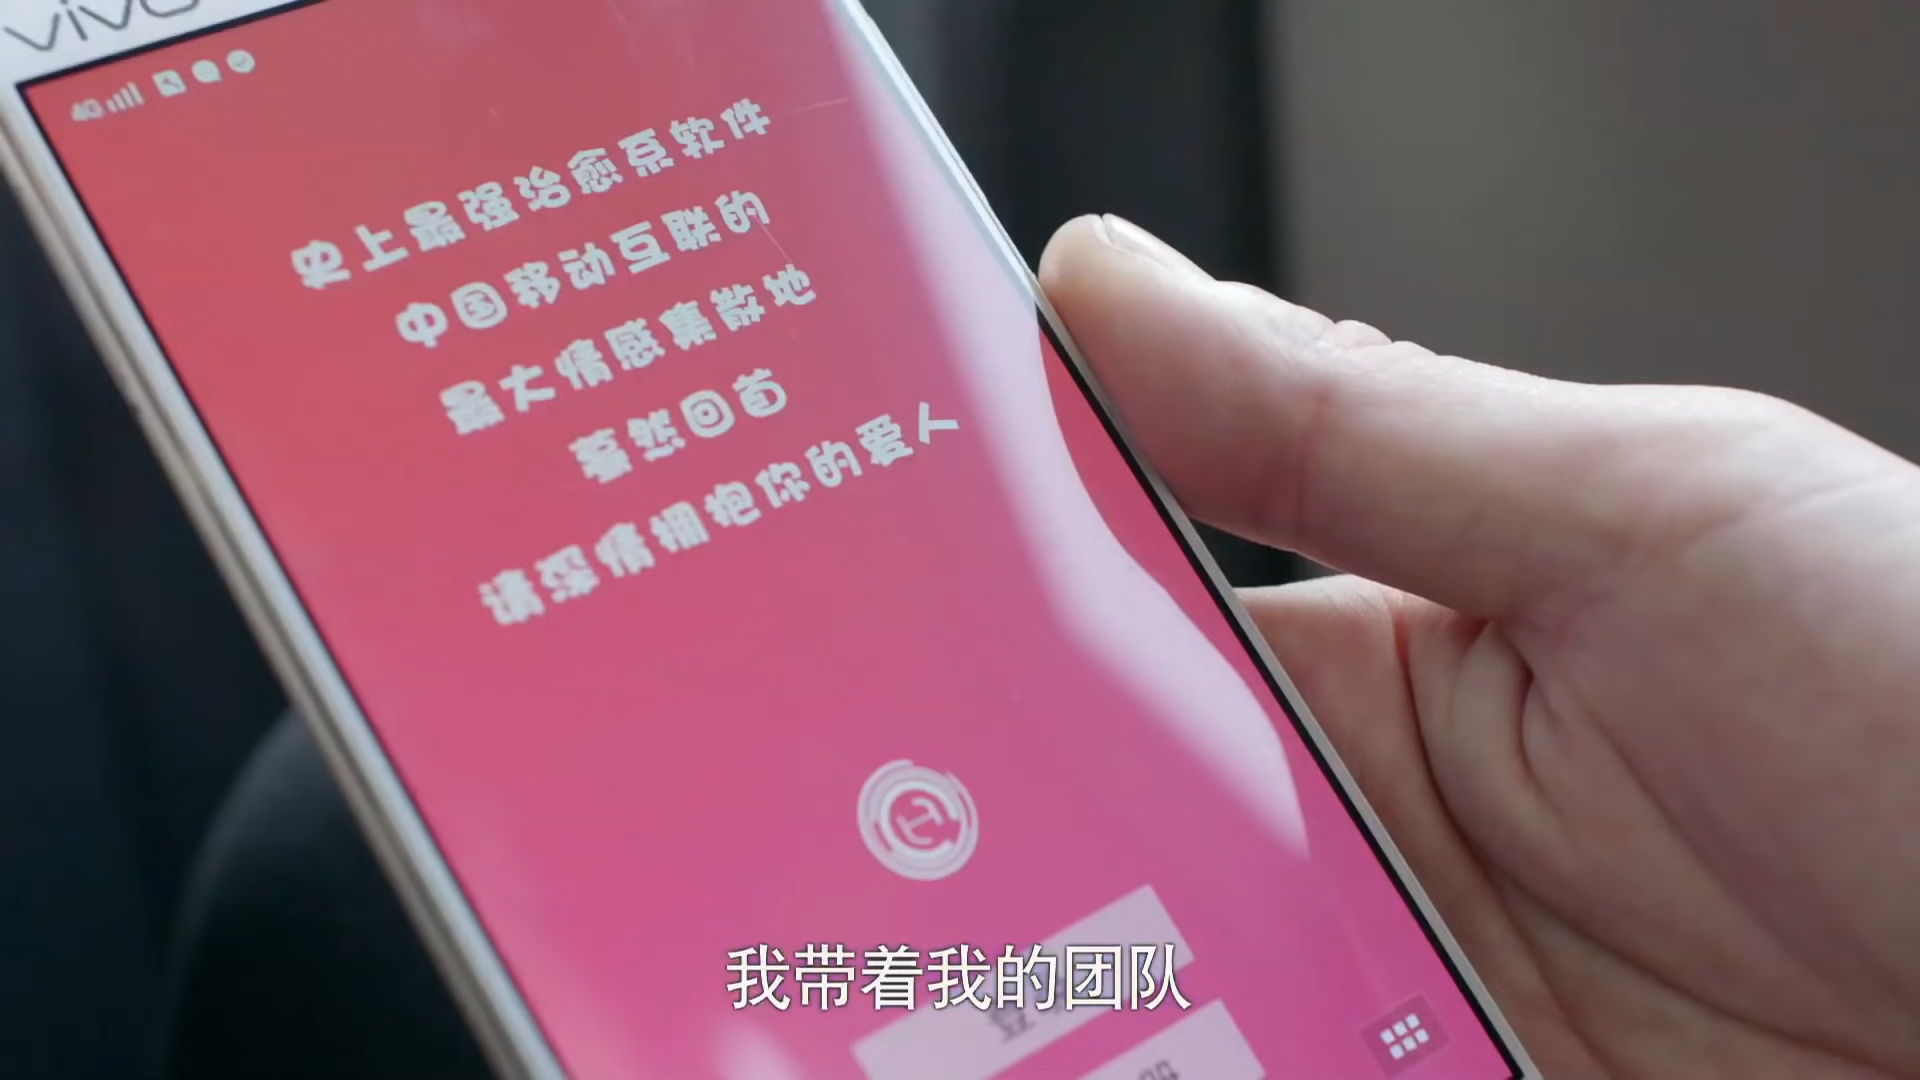 vivo
4G
史上最强治愈系软件
中国移动互联的
最大情感集散地
蓦然回首
请深情拥抱你的爱人
我带着我的团队